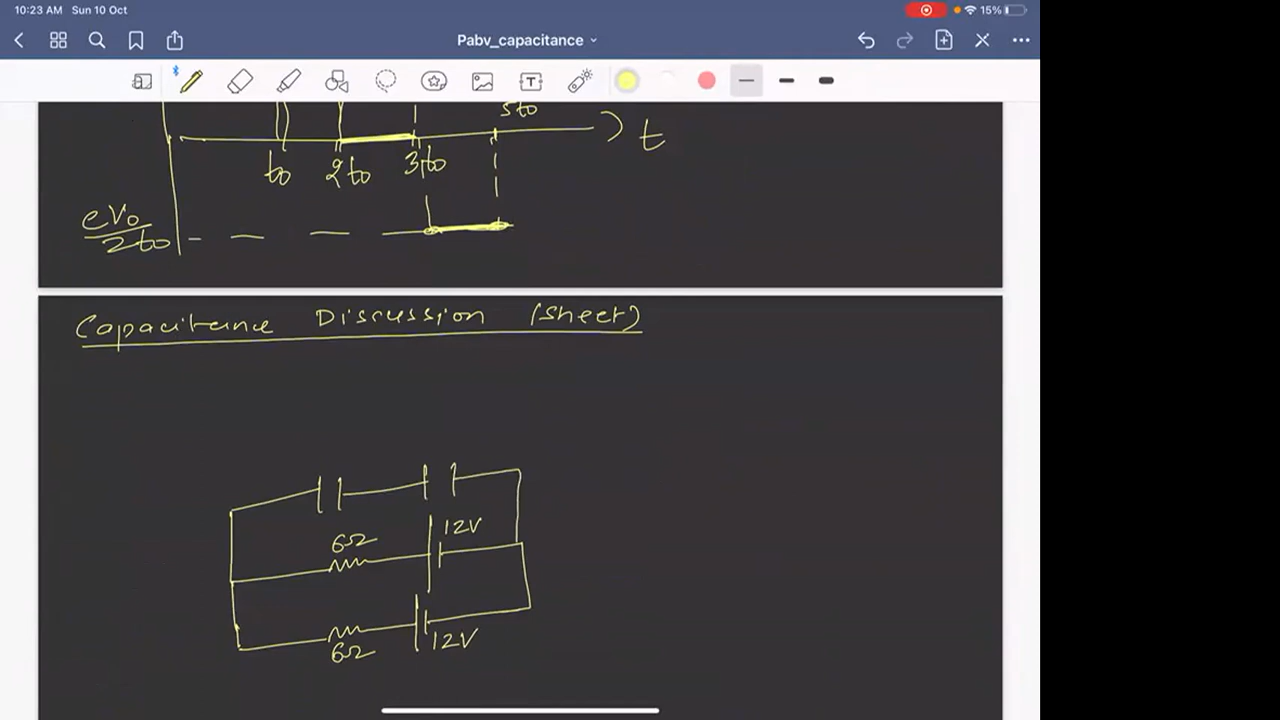 10:23 AM Sun 10 Oct
15%
Pabv_capacitance
5to
t
to 2to 3to
eVo
2to
Capacitance Discussion (Sheet)
12V
6Ω
12V
6Ω